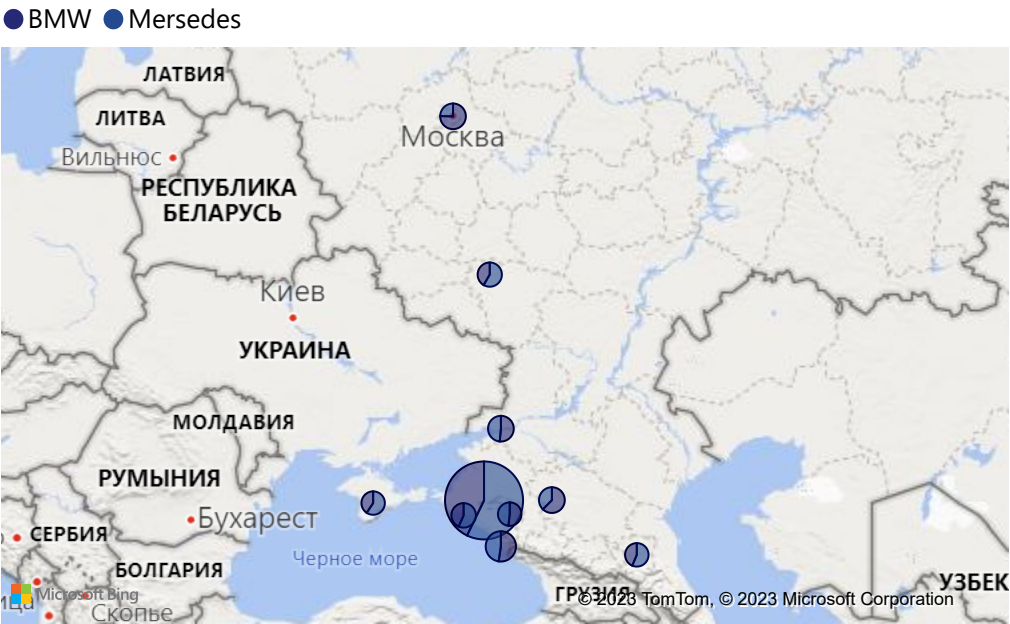 BMW Mersedes
ЛАТВИЯ
ЛИТВА
Москва
Вильнюс
РЕСПУБЛИКА
БЕЛАРУСЬ
Киев
УКРАИНА
МОЛДАВИЯ
РУМЫНИЯ
Бухарест
СЕРБИЯ
Черное море
БОЛГАРИЯ
УЗБЕК
ГРУЗИЯ
Microsoft Bing
© 2023 TomTom, © 2023 Microsoft Corporation
ица
Скопье